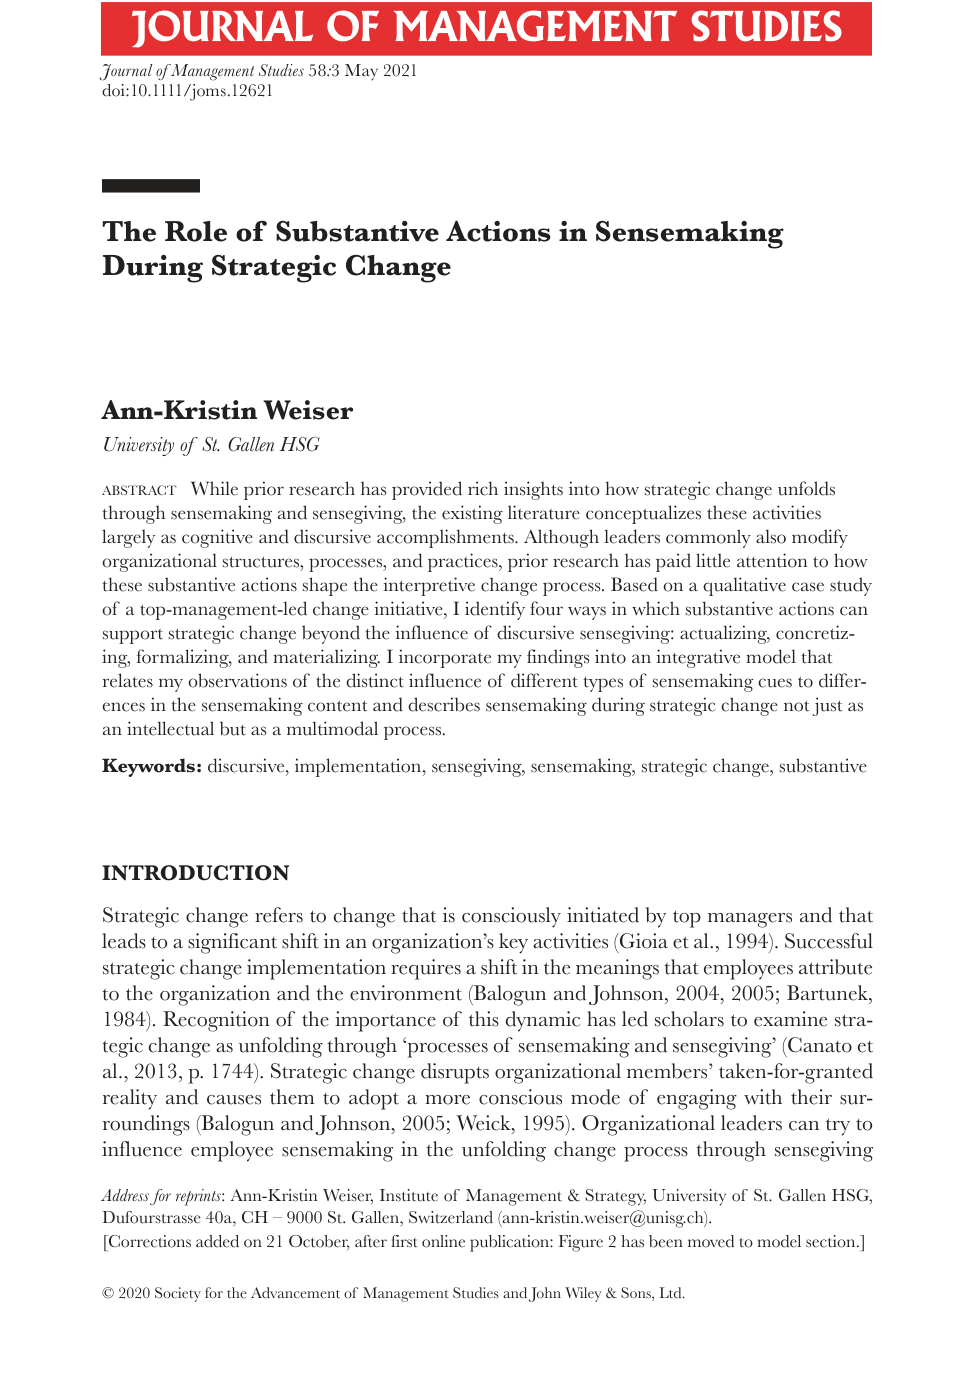 JOURNAL OF MANAGEMENT STUDIES
Journal of Management Studies 58:3 May 2021
doi:10.1111/joms.12621
The Role of Substantive Actions in Sensemaking
During Strategic Change
Ann-Kristin Weiser
University of St. Gallen HSG
ABSTRACT While prior research has provided rich insights into how strategic change unfolds
through sensemaking and sensegiving, the existing literature conceptualizes these activities
largely as cognitive and discursive accomplishments. Although leaders commonly also modify
organizational structures, processes, and practices, prior research has paid little attention to how
these substantive actions shape the interpretive change process. Based on a qualitative case study
of a top-management-led change initiative, I identify four ways in which substantive actions can
support strategic change beyond the influence of discursive sensegiving: actualizing, concretiz-
ing, formalizing, and materializing. I incorporate my findings into an integrative model that
relates my observations of the distinct influence of different types of sensemaking cues to differ-
ences in the sensemaking content and describes sensemaking during strategic change not just as
an intellectual but as a multimodal process.
Keywords: discursive, implementation, sensegiving, sensemaking, strategic change, substantive
INTRODUCTION
Strategic change refers to change that is consciously initiated by top managers and that
leads to a significant shift in an organization's key activities (Gioia et al., 1994). Successful
strategic change implementation requires a shift in the meanings that employees attribute
to the organization and the environment (Balogun and Johnson, 2004, 2005; Bartunek,
1984). Recognition of the importance of this dynamic has led scholars to examine stra-
tegic change as unfolding through ‘processes of sensemaking and sensegiving’ (Canato et
al., 2013, p. 1744). Strategic change disrupts organizational members’ taken-for-granted
reality and causes them to adopt a more conscious mode of engaging with their sur-
roundings (Balogun and Johnson, 2005; Weick, 1995). Organizational leaders can try to
influence employee sensemaking in the unfolding change process through sensegiving
Address for reprints: Ann-Kristin Weiser, Institute of Management & Strategy, University of St. Gallen HSG,
Dufourstrasse 40a, CH – 9000 St. Gallen, Switzerland (ann-kristin.weiser@unisg.ch).
[Corrections added on 21 October, after first online publication: Figure 2 has been moved to model section.]
© 2020 Society for the Advancement of Management Studies and John Wiley & Sons, Ltd.